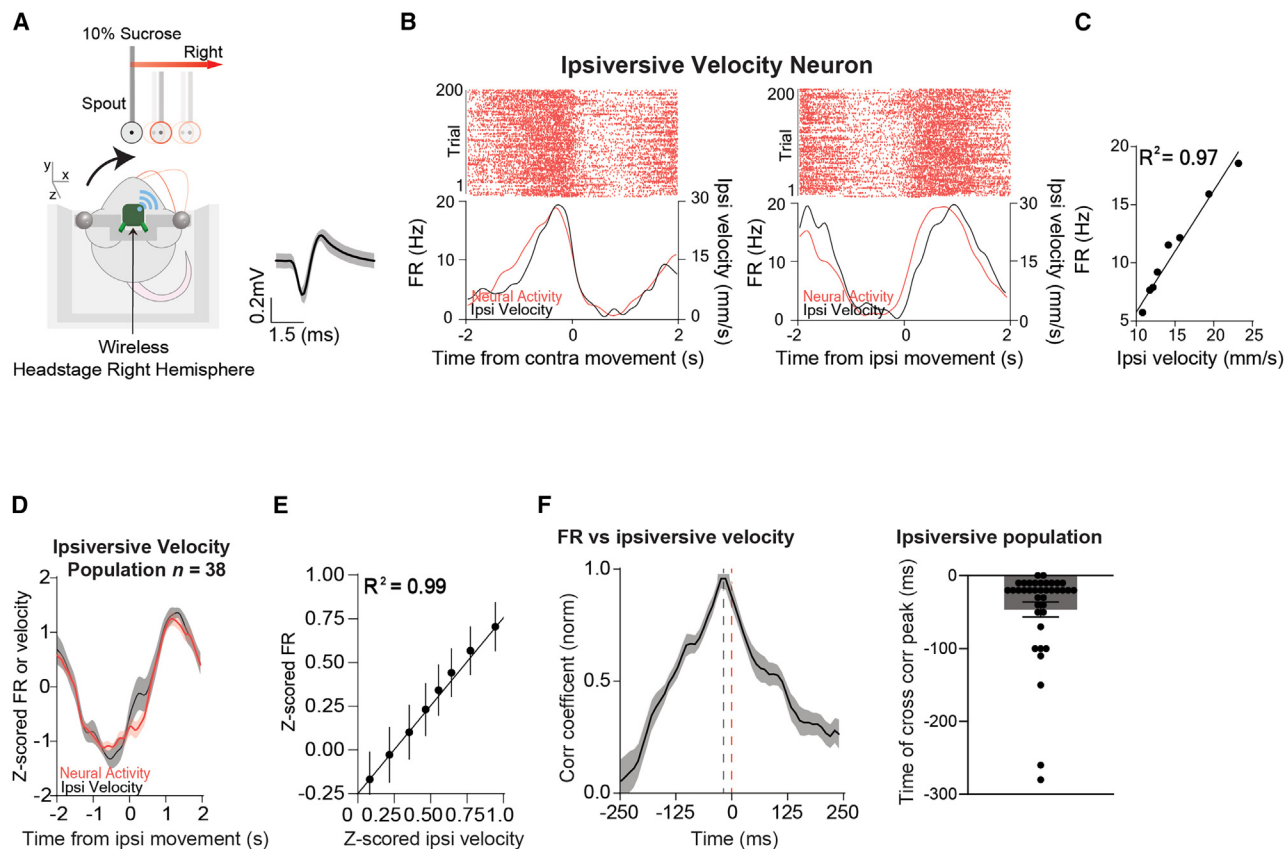 A
10% Sucrose
Right
Spout
y
x
z
0.2mV
1.5 (ms)
Wireless
Headstage Right Hemisphere
B
Ipsiversive Velocity Neuron
200
Trial
1
20
10
0
FR (Hz)
30
15
0
Ipsi velocity (mm/s)
Neural Activity
Ipsi Velocity
-2
0
2
Time from contra movement (s)
200
Trial
1
20
10
0
FR (Hz)
30
15
0
Ipsi velocity (mm/s)
Neural Activity
Ipsi Velocity
-2
0
2
Time from ipsi movement (s)
C
R² = 0.97
20
15
10
5
FR (Hz)
10 15 20 25
Ipsi velocity (mm/s)
D
Ipsiversive Velocity
Population n = 38
2
1
0
-1
-2
Z-scored FR or velocity
Neural Activity
Ipsi Velocity
-2 -1 0 1 2
Time from ipsi movement (s)
E
R² = 0.99
1.00
0.75
0.50
0.25
0.00
-0.25
Z-scored FR
0.25 0.50 0.75 1.0
Z-scored ipsi velocity
F
FR vs ipsiversive velocity
1.0
0.5
0.0
Corr coefficent (norm)
-250 -125 0 125 250
Time (ms)
Ipsiversive population
0
-100
-200
-300
Time of cross corr peak (ms)